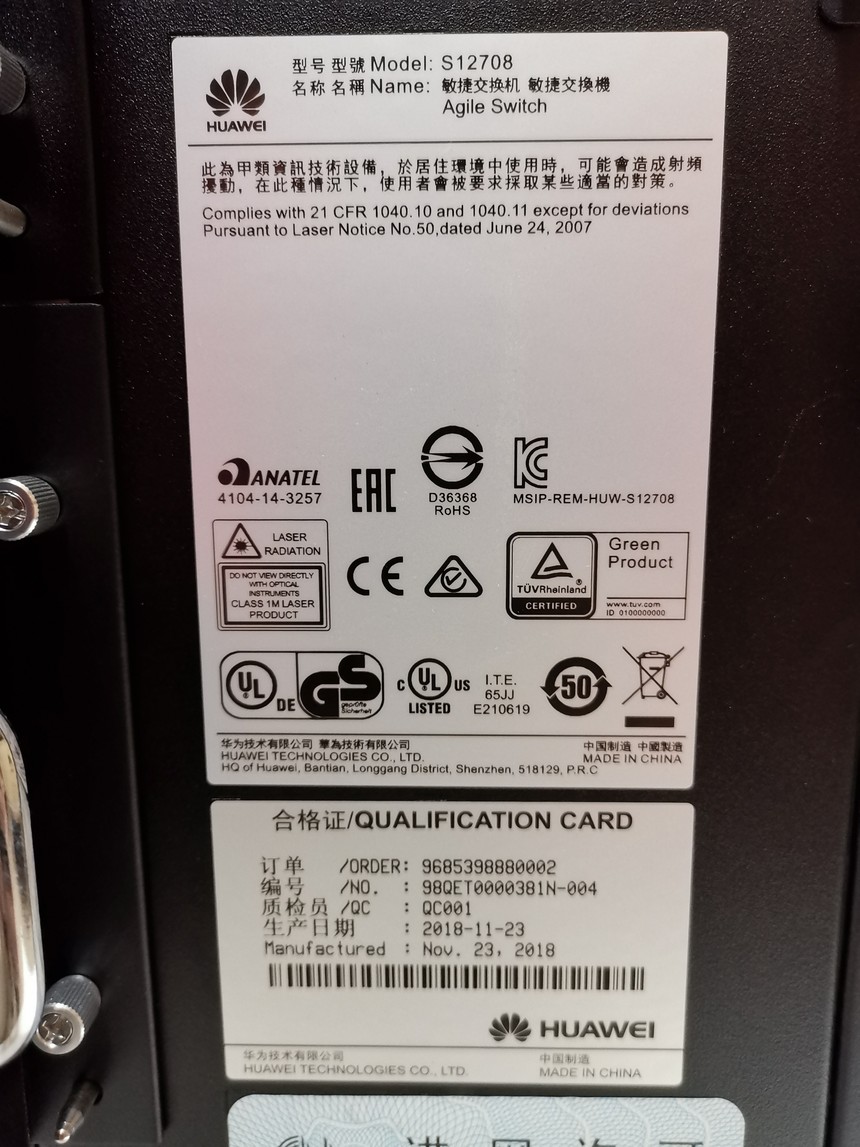 HUAWEI
型号 型號 Model: S12708
名称 名稱 Name: 敏捷交换机 敏捷交換機
Agile Switch
此為甲類資訊技術設備，於居住環境中使用時，可能會造成射頻
擾動，在此種情況下，使用者會被要求採取某些適當的對策。
Complies with 21 CFR 1040.10 and 1040.11 except for deviations
Pursuant to Laser Notice No.50,dated June 24, 2007
ANATEL
4104-14-3257
EAC
D36368
RoHS
MSIP-REM-HUW-S12708
LASER
RADIATION
DO NOT VIEW DIRECTLY
WITH OPTICAL
INSTRUMENTS
CLASS 1M LASER
PRODUCT
CE
TÜVRheinland®
CERTIFIED
Green
Product
www.tuv.com
ID 0100000000
UL DE
GS
geprüfte
Sicherheit
C UL US
LISTED
I.T.E.
65JJ
E210619
50
华为技术有限公司 華為技術有限公司
HUAWEI TECHNOLOGIES CO., LTD.
HQ of Huawei, Bantian, Longgang District, Shenzhen, 518129, P.R.C
中国制造 中國製造
MADE IN CHINA
合格证/QUALIFICATION CARD
订单 /ORDER: 9685398880002
编号 /NO. : 98QET0000381N-004
质检员 /QC : QC001
生产日期 : 2018-11-23
Manufactured : Nov. 23, 2018
HUAWEI
华为技术有限公司
HUAWEI TECHNOLOGIES CO., LTD.
中国制造
MADE IN CHINA